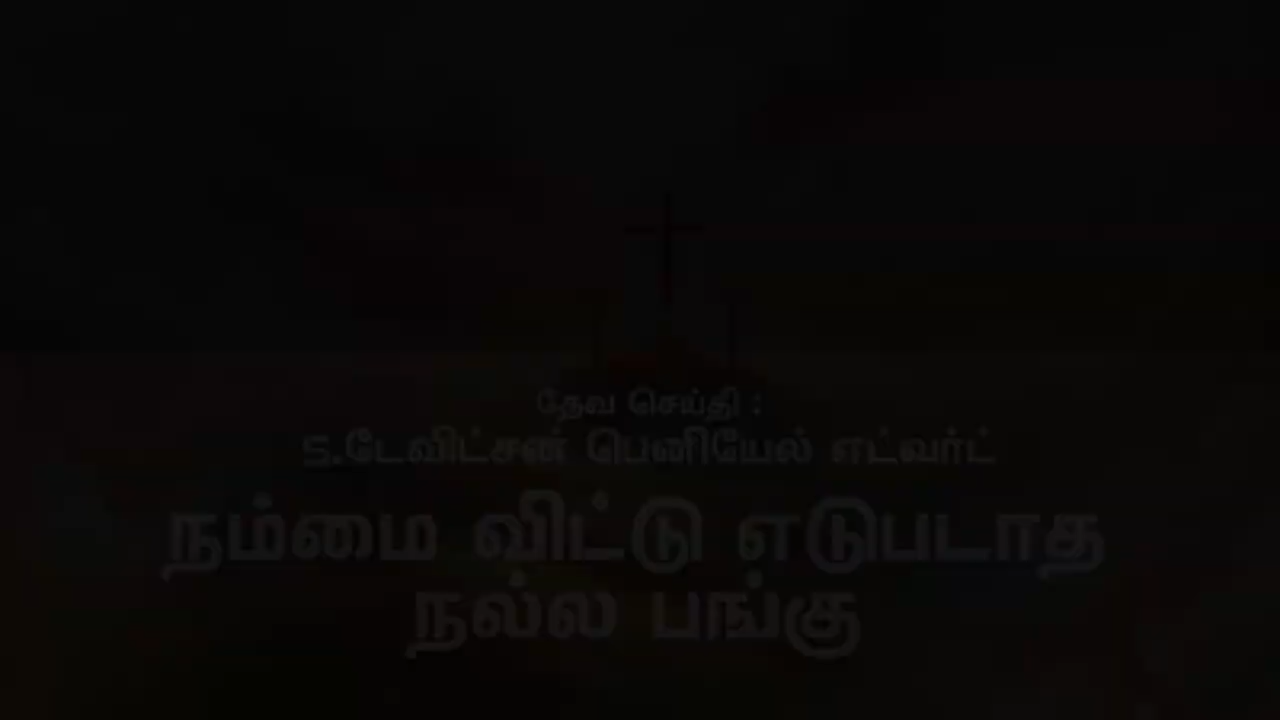 தேவ செய்தி :
S.டேவிட்சன் பெனியேல் எட்வர்ட்
நம்மை விட்டு எடுபடாத
நல்ல பங்கு